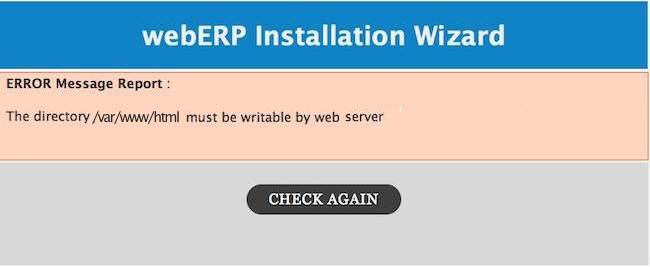 webERP Installation Wizard
ERROR Message Report :
The directory /var/www/html must be writable by web server
CHECK AGAIN